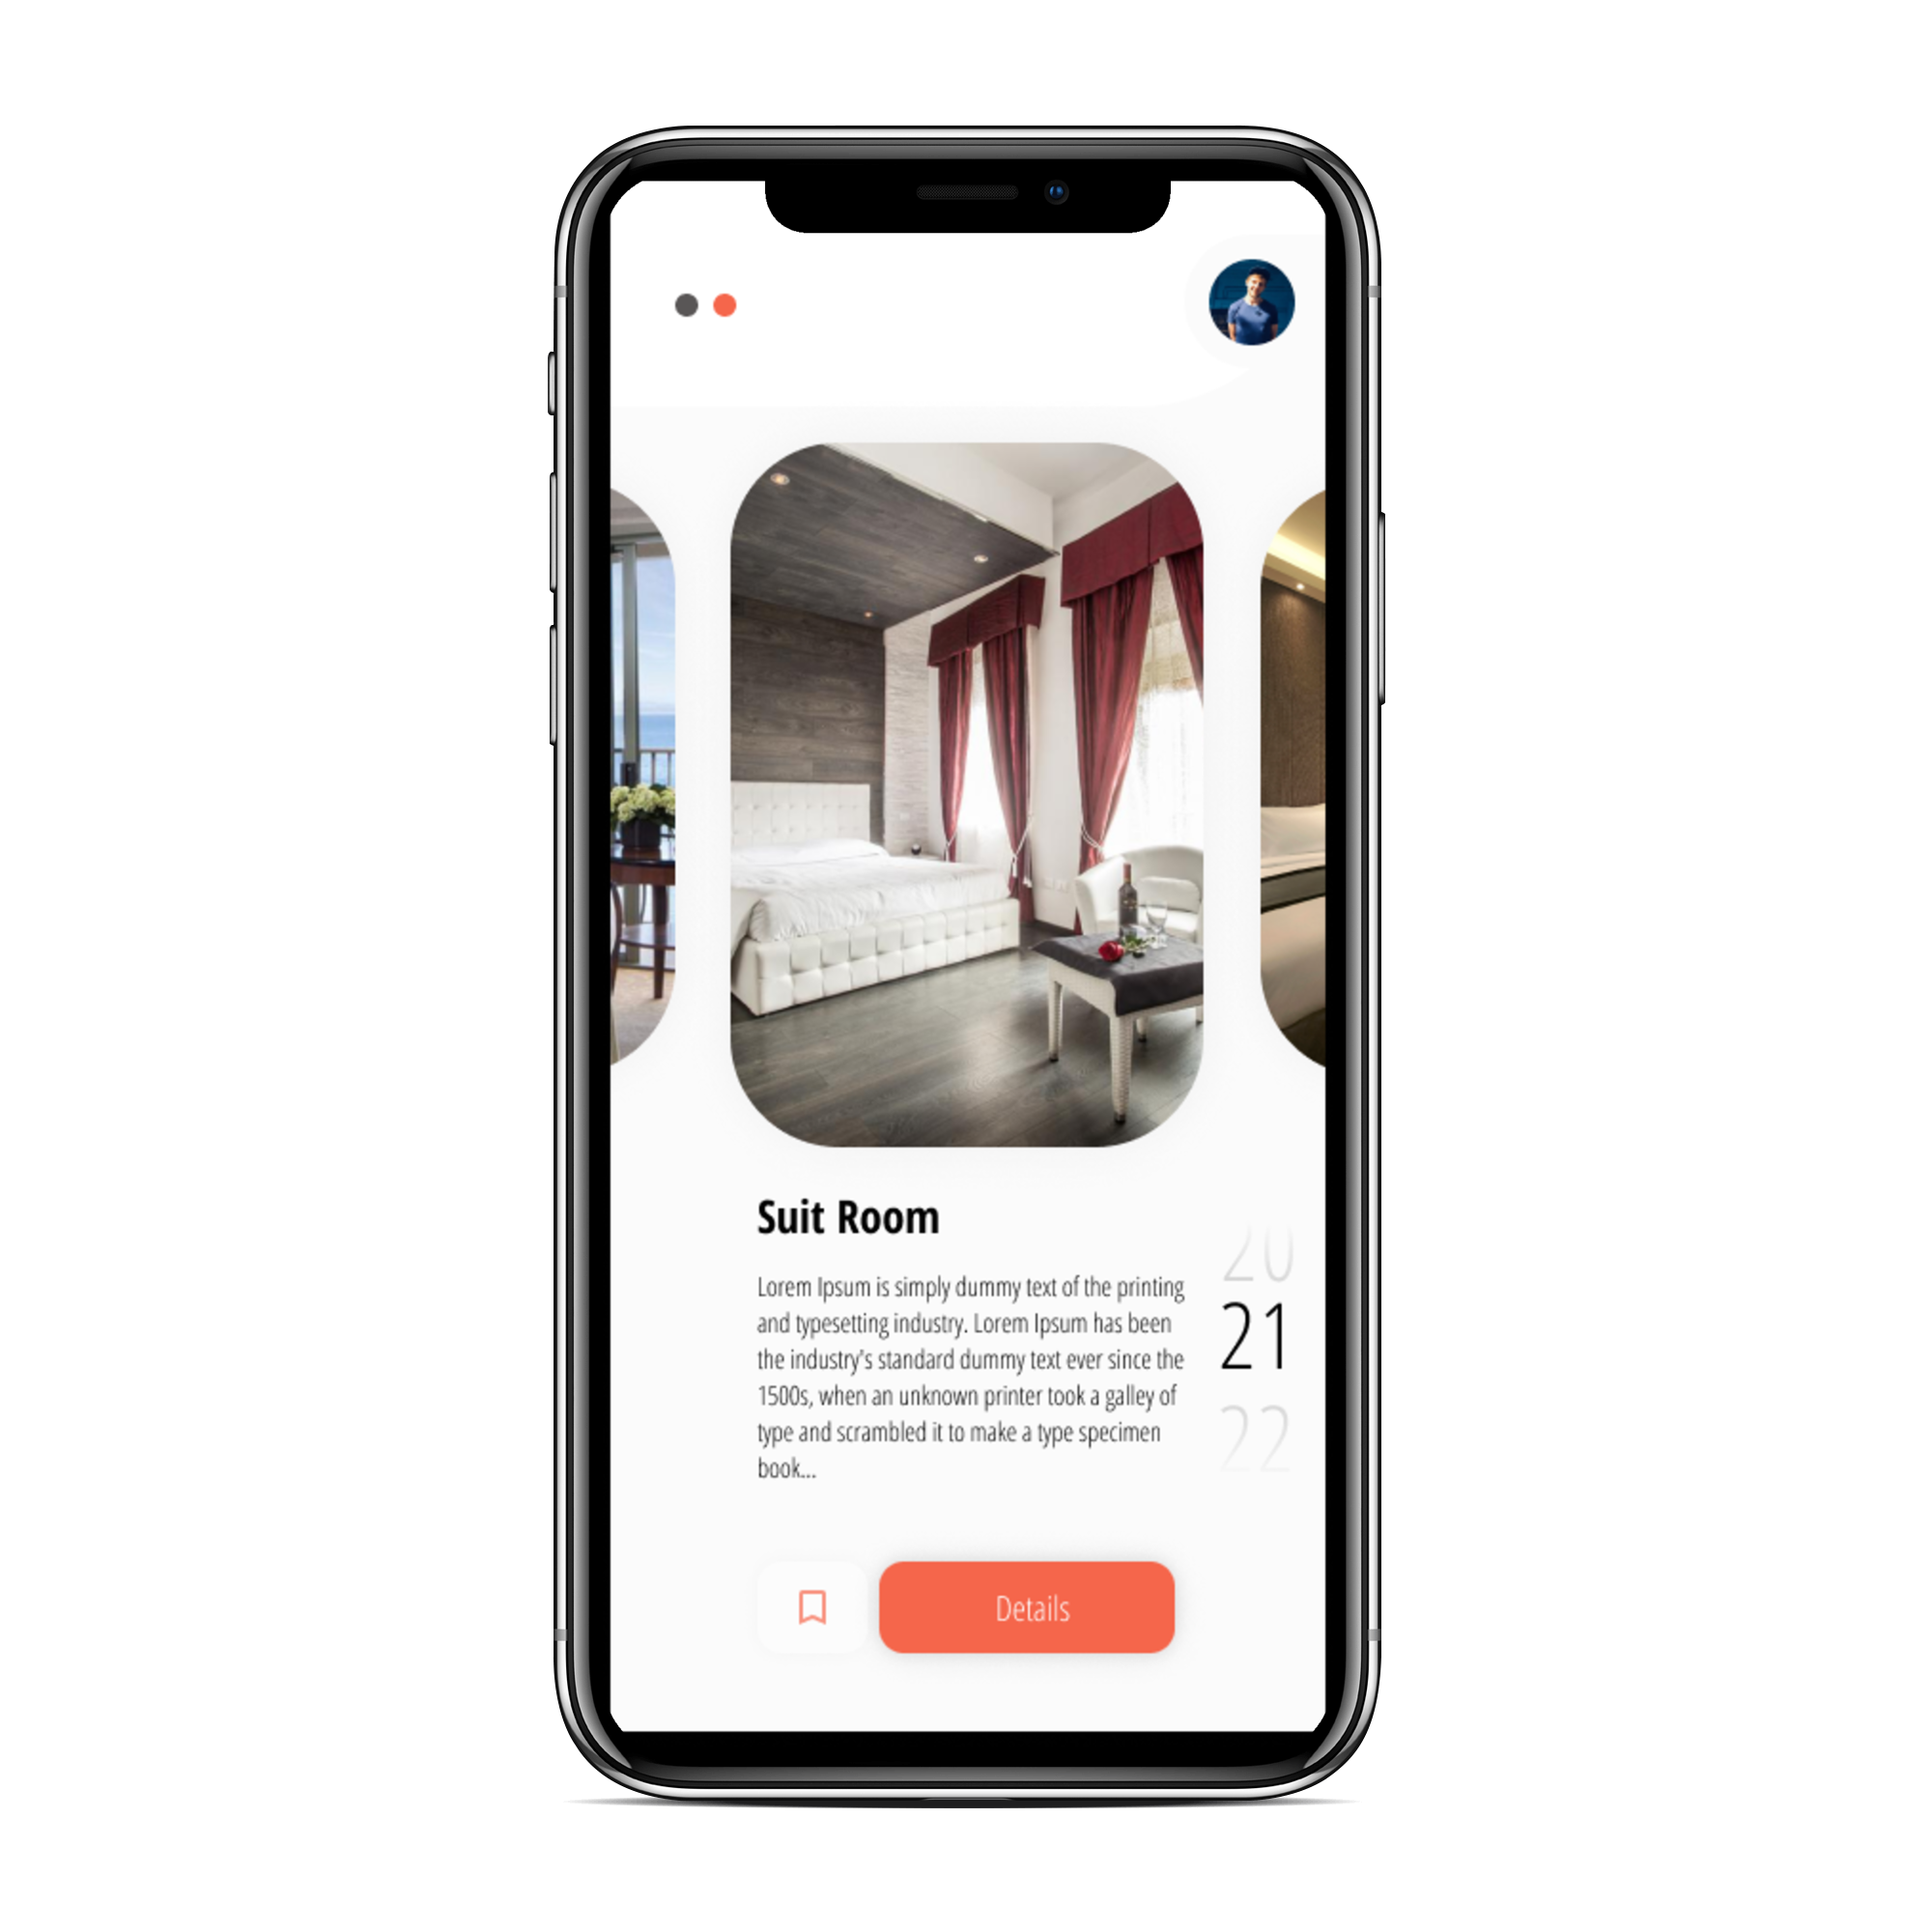 Suit Room
Lorem Ipsum is simply dummy text of the printing
and typesetting industry. Lorem Ipsum has been
the industry's standard dummy text ever since the
1500s, when an unknown printer took a galley of
type and scrambled it to make a type specimen
book...
20
21
22
Details